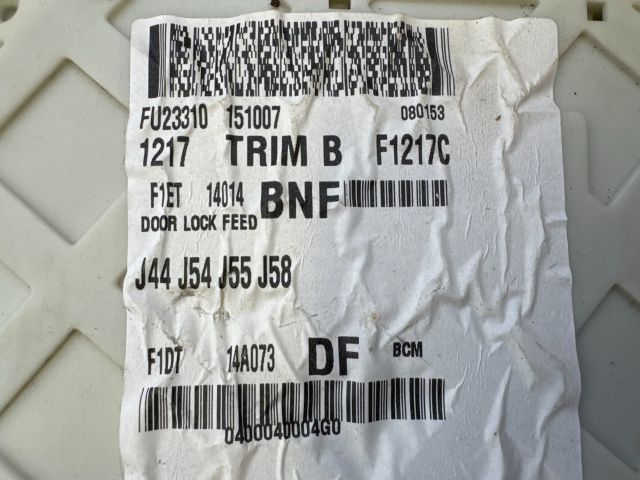 FU23310 151007 080153
1217 TRIM B F1217C
F1ET 14014 BNF
DOOR LOCK FEED
J44 J54 J55 J58
F1DT 14A073 DF BCM
0400040004G0